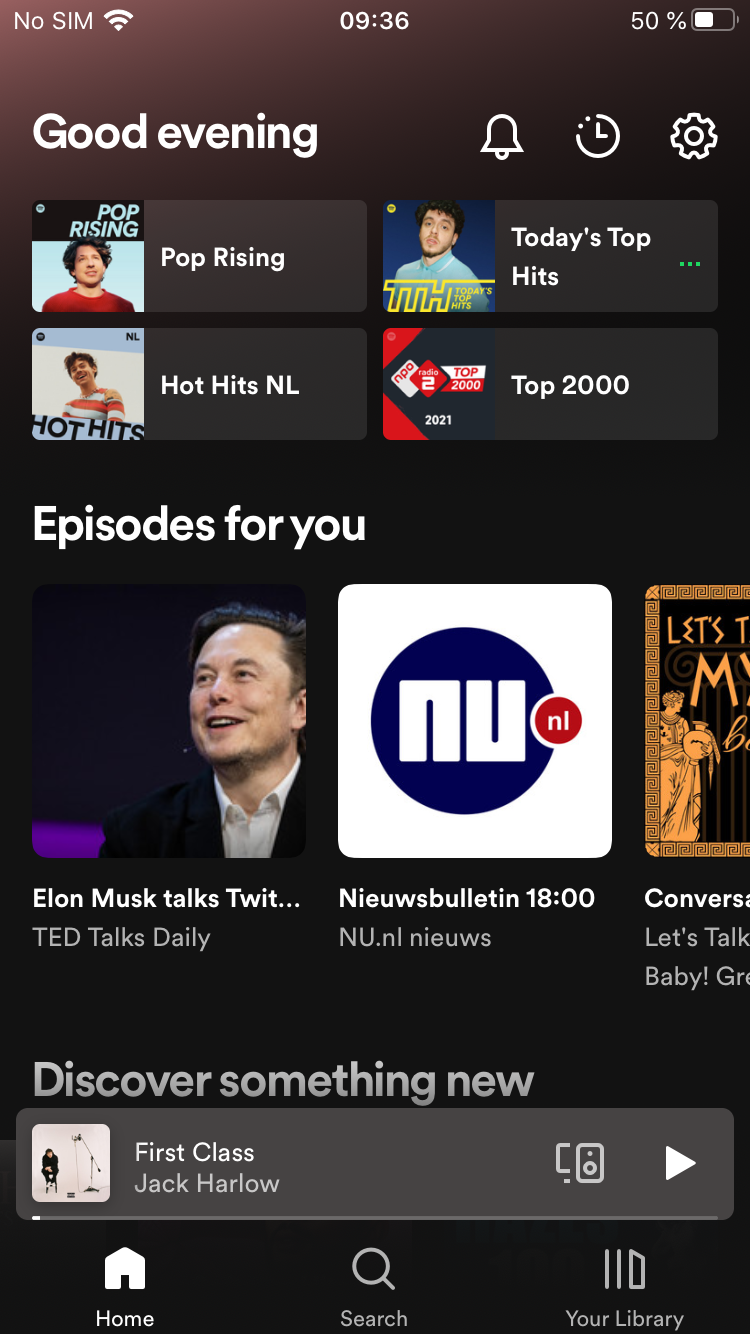 No SIM
09:36
50 %
Good evening
POP
RISING
Pop Rising
TTH TODAY'S
TOP
HITS
Today's Top
Hits
NL
HOT HITS
Hot Hits NL
npo
radio
2
TOP
2000
2021
Top 2000
Episodes for you
NU
nl
LET'S T
Elon Musk talks Twit...
TED Talks Daily
Nieuwsbulletin 18:00
NU.nl nieuws
Conversa
Let's Talk
Baby! Gre
Discover something new
First Class
Jack Harlow
Home
Search
Your Library